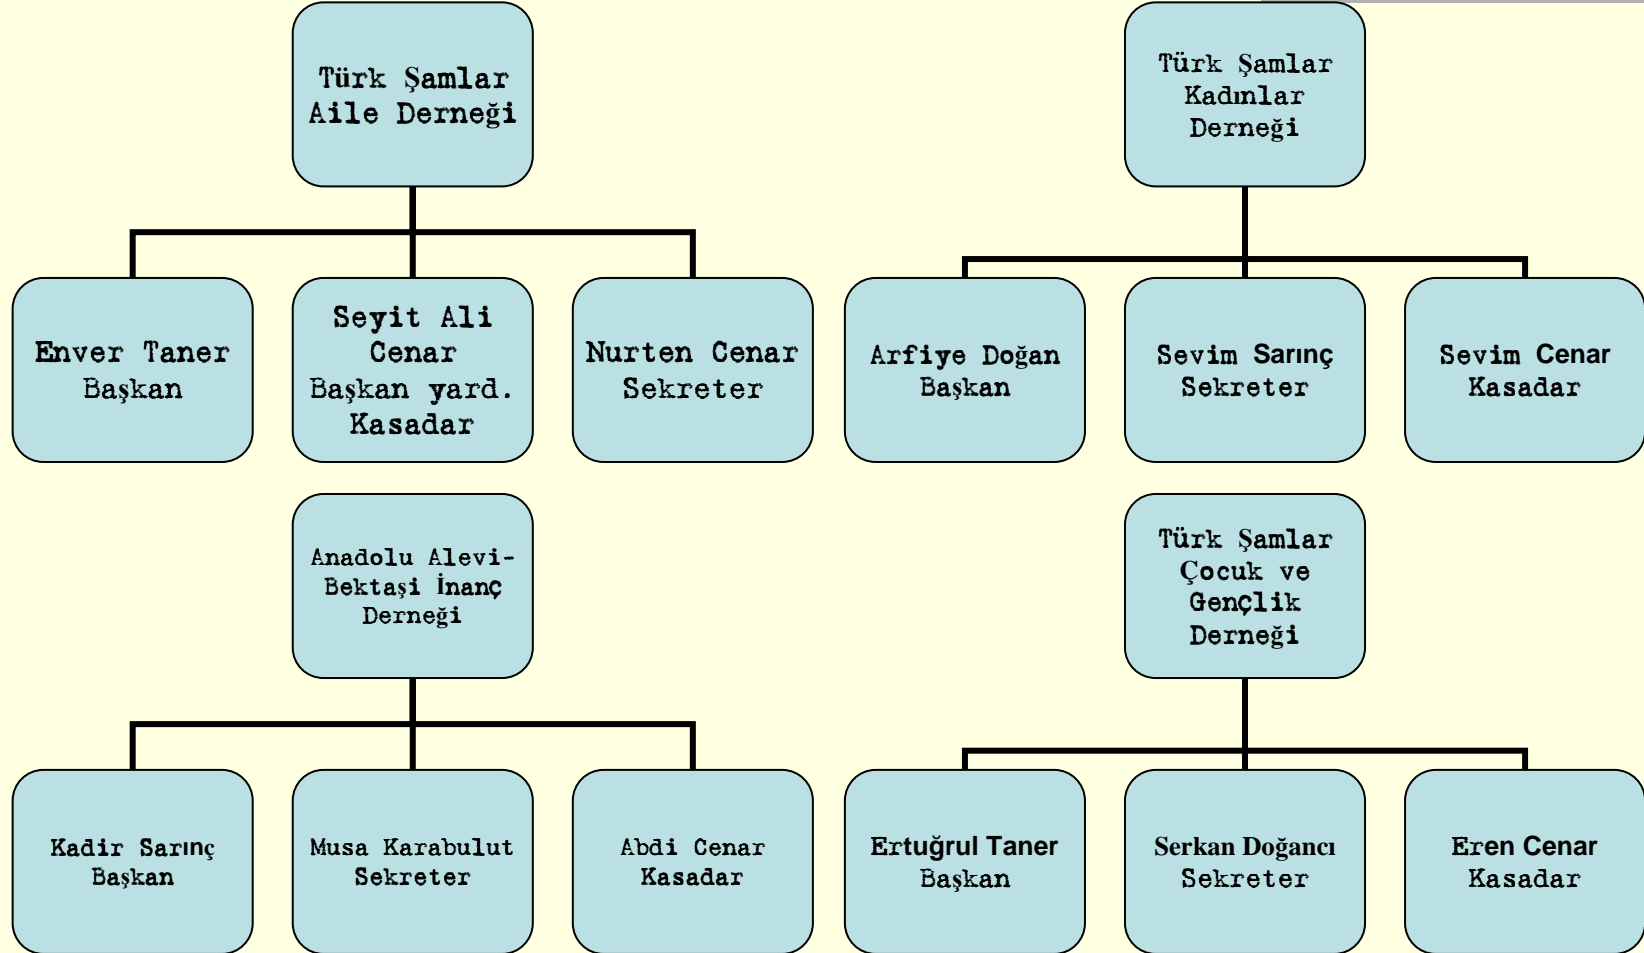 Türk Şamlar
Aile Derneği
Enver Taner
Başkan
Seyit Ali
Cenar
Başkan yard.
Kasadar
Nurten Cenar
Sekreter
Türk Şamlar
Kadınlar
Derneği
Arfiye Doğan
Başkan
Sevim Sarınç
Sekreter
Sevim Cenar
Kasadar
Anadolu Alevi-
Bektaşi İnanç
Derneği
Kadir Sarınç
Başkan
Musa Karabulut
Sekreter
Abdi Cenar
Kasadar
Türk Şamlar
Çocuk ve
Gençlik
Derneği
Ertuğrul Taner
Başkan
Serkan Doğancı
Sekreter
Eren Cenar
Kasadar